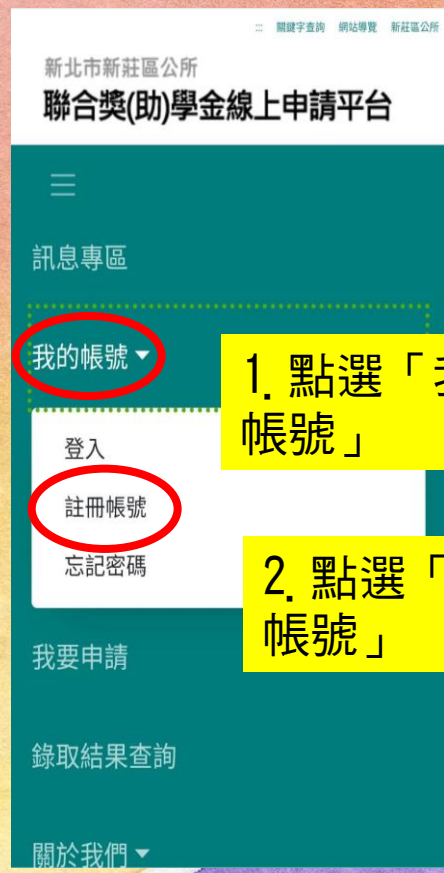 ::: 關鍵字查詢 網站導覽 新莊區公所
新北市新莊區公所
聯合獎(助)學金線上申請平台
訊息專區
我的帳號
1. 點選「
帳號」
登入
註冊帳號
忘記密碼
2. 點選「
帳號」
我要申請
錄取結果查詢
關於我們